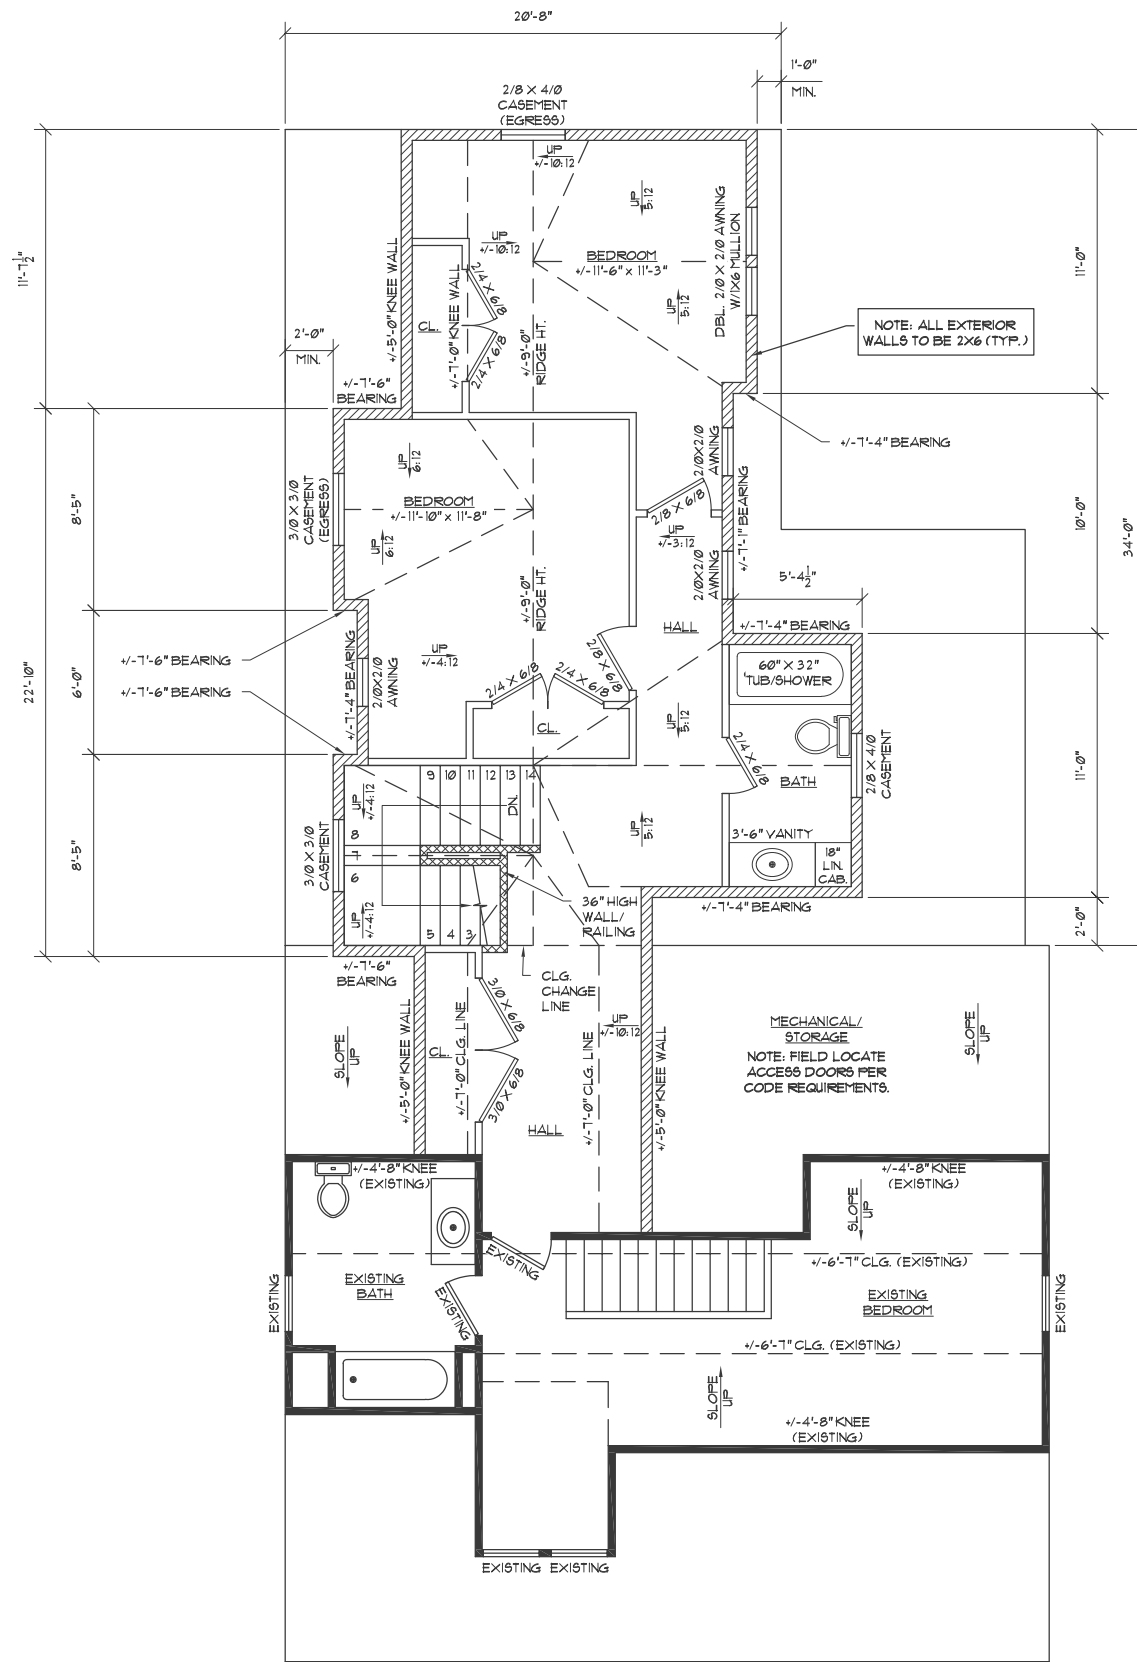 20'-8"
1'-0"
MIN.
2/8 X 4/0
CASEMENT
(EGRESS)
UP
+/-10:12
UP
5:12
UP
+/-10:12
BEDROOM
+/-11'-6" x 11'-3"
UP
5:12
DBL. 2/0 X 2/0 AWNING
W/1X6 MULLION
11'-7 1/2"
11'-0"
+/-5'-0" KNEE WALL
+/-7'-0" KNEE WALL
2/4 X 6/8
CL.
2/4 X 6/8
+/-9'-0"
RIDGE HT.
NOTE: ALL EXTERIOR
WALLS TO BE 2X6 (TYP.)
2'-0"
MIN.
+/-7'-6"
BEARING
+/-7'-4" BEARING
2/0X2/0
AWNING
UP
6:12
BEDROOM
+/-11'-10" x 11'-8"
UP
6:12
3/0 X 3/0
CASEMENT
(EGRESS)
8'-5"
2/8 X 6/8
UP
+/-3:12
+/-7'-1" BEARING
2/0X2/0
AWNING
10'-0"
34'-0"
5'-4 1/2"
+/-9'-0"
RIDGE HT.
HALL
+/-7'-4" BEARING
+/-7'-6" BEARING
+/-7'-6" BEARING
22'-10"
6'-0"
+/-7'-4" BEARING
2/0X2/0
AWNING
UP
+/-4:12
2/4 X 6/8
2/4 X 6/8
2/8 X 6/8
CL.
60" X 32"
TUB/SHOWER
UP
5:12
2/4 X 6/8
BATH
2/8 X 4/0
CASEMENT
11'-0"
9 10 11 12 13 14
DN.
UP
+/-4:12
8
7
6
UP
+/-4:12
5 4 3
3/0 X 3/0
CASEMENT
8'-5"
UP
5:12
3'-6" VANITY
18"
LIN.
CAB.
36" HIGH
WALL/
RAILING
+/-7'-4" BEARING
2'-0"
+/-7'-6"
BEARING
CLG.
CHANGE
LINE
3/0 X 6/8
CL.
3/0 X 6/8
+/-5'-0" KNEE WALL
+/-7'-0" CLG. LINE
UP
+/-10:12
+/-7'-0" CLG. LINE
+/-5'-0" KNEE WALL
SLOPE
UP
MECHANICAL/
STORAGE
NOTE: FIELD LOCATE
ACCESS DOORS PER
CODE REQUIREMENTS.
SLOPE
UP
HALL
+/-4'-8" KNEE
(EXISTING)
+/-4'-8" KNEE
(EXISTING)
SLOPE
UP
EXISTING
+/-6'-7" CLG. (EXISTING)
EXISTING
BATH
EXISTING
EXISTING
EXISTING
BEDROOM
EXISTING
+/-6'-7" CLG. (EXISTING)
SLOPE
UP
+/-4'-8" KNEE
(EXISTING)
EXISTING EXISTING